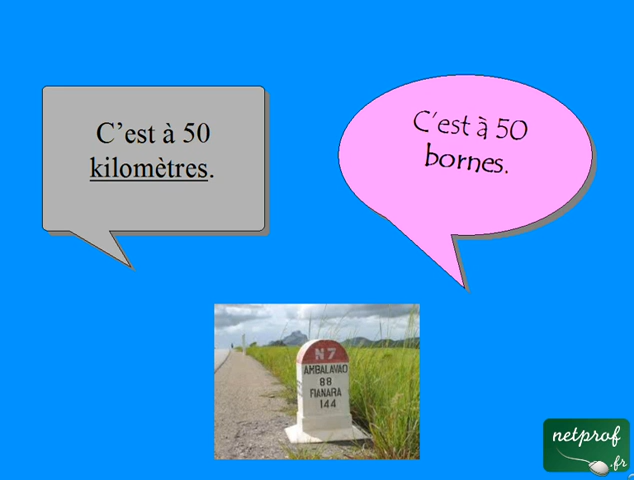 C’est à 50
kilomètres.
C’est à 50
bornes.
N7
AMBALAVAO
88
FIANARA
144
netprof
.fr